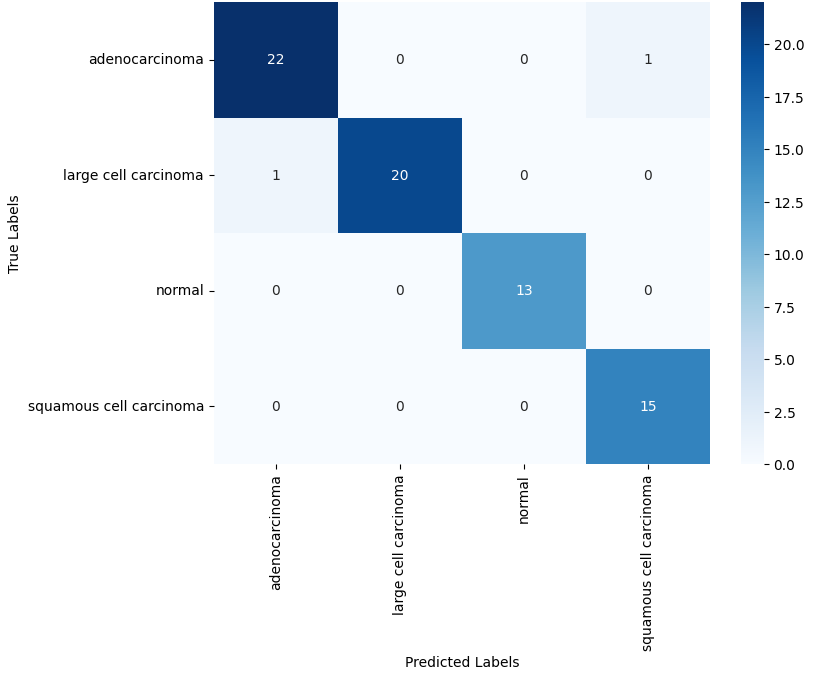 adenocarcinoma 22 0 0 1
large cell carcinoma 1 20 0 0
normal 0 0 13 0
squamous cell carcinoma 0 0 0 15
True Labels
adenocarcinoma
large cell carcinoma
normal
squamous cell carcinoma
Predicted Labels
20.0
17.5
15.0
12.5
10.0
7.5
5.0
2.5
0.0